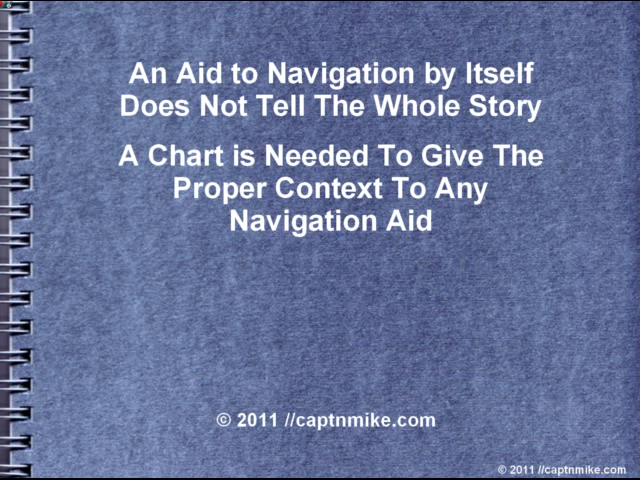 An Aid to Navigation by Itself
Does Not Tell The Whole Story
A Chart is Needed To Give The
Proper Context To Any
Navigation Aid
© 2011 //captnmike.com
© 2011 //captnmike.com